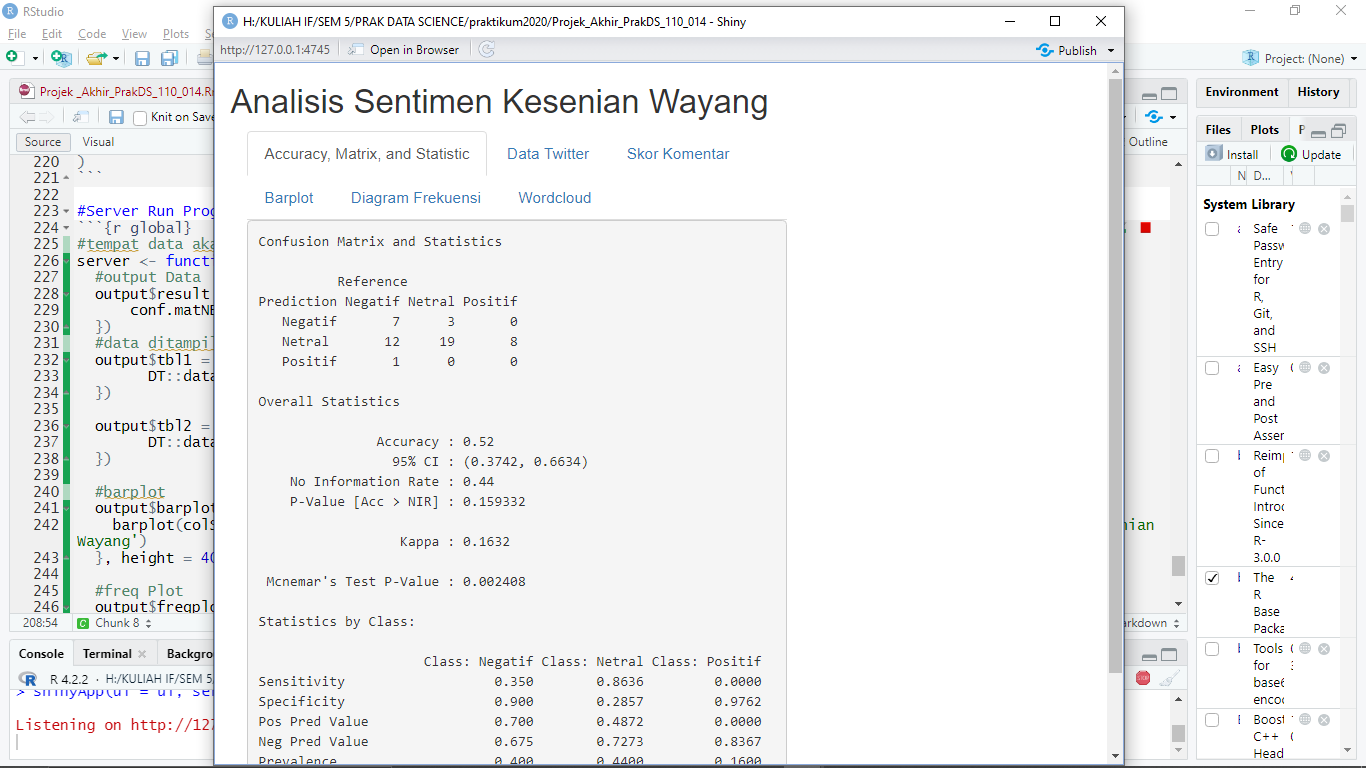 RStudio
File Edit Code View Plots
Projek _Akhir_PrakDS_110_014.R
Knit on Save
Source Visual
220 )
221 ```
222
223 #Server Run Prog
224 ```{r global}
225 #tempat data aka
226 server <- functi
227 #output Data
228 output$result
229 conf.matNB
230 })
231 #data ditampil
232 output$tbl1 =
233 DT::data
234 })
235
236 output$tbl2 =
237 DT::data
238 })
239
240 #barplot
241 output$barplot
242 barplot(colS
Wayang')
243 }, height = 40
244
245 #freq Plot
246 output$freqplo
208:54 Chunk 8
Console Terminal Backgro
R 4.2.2 · H:/KULIAH IF/SEM 5/
> shinyApp(ui = ui, ser
Listening on http://127
H:/KULIAH IF/SEM 5/PRAK DATA SCIENCE/praktikum2020/Projek_Akhir_PrakDS_110_014 - Shiny
http://127.0.0.1:4745 Open in Browser Publish
Analisis Sentimen Kesenian Wayang
Accuracy, Matrix, and Statistic Data Twitter Skor Komentar
Barplot Diagram Frekuensi Wordcloud
Confusion Matrix and Statistics
Reference
Prediction Negatif Netral Positif
Negatif 7 3 0
Netral 12 19 8
Positif 1 0 0
Overall Statistics
Accuracy : 0.52
95% CI : (0.3742, 0.6634)
No Information Rate : 0.44
P-Value [Acc > NIR] : 0.159332
Kappa : 0.1632
Mcnemar's Test P-Value : 0.002408
Statistics by Class:
Class: Negatif Class: Netral Class: Positif
Sensitivity 0.350 0.8636 0.0000
Specificity 0.900 0.2857 0.9762
Pos Pred Value 0.700 0.4872 0.0000
Neg Pred Value 0.675 0.7273 0.8367
Prevalence 0.400 0.4400 0.1600
Project: (None)
Outline
nian
arkdown
Environment History
Files Plots P
Install Update
N D...
System Library
Safe
Passw
Entry
for
R,
Git,
and
SSH
Easy
Pre
and
Post
Asser
Reimp
of
Funct
Introd
Since
R-
3.0.0
The
R
Base
Packa
Tools
for
base6
encod
Boost
C++
Head